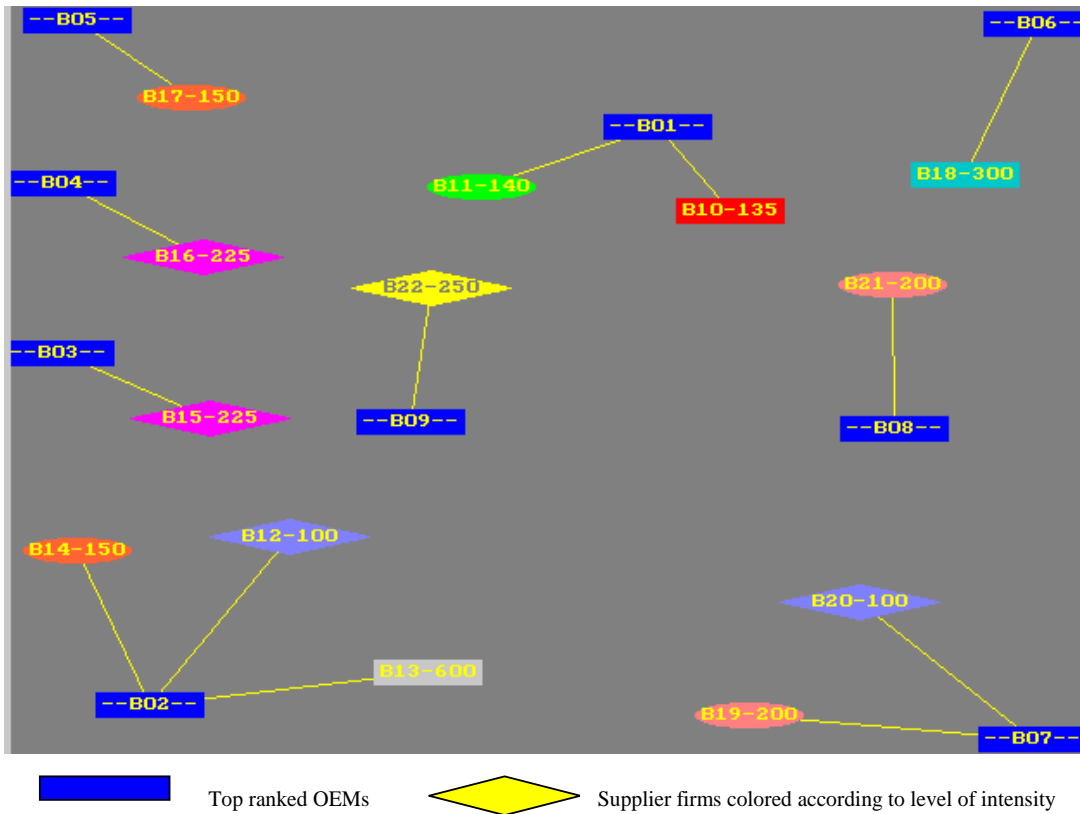 --B05--
--B06--
B17-150
--B01--
B18-300
--B04--
B11-140
B10-135
B16-225
B22-250
B21-200
--B03--
B15-225
--B09--
--B08--
B14-150
B12-100
B20-100
B13-600
--B02--
B19-200
--B07--
Top ranked OEMs
Supplier firms colored according to level of intensity